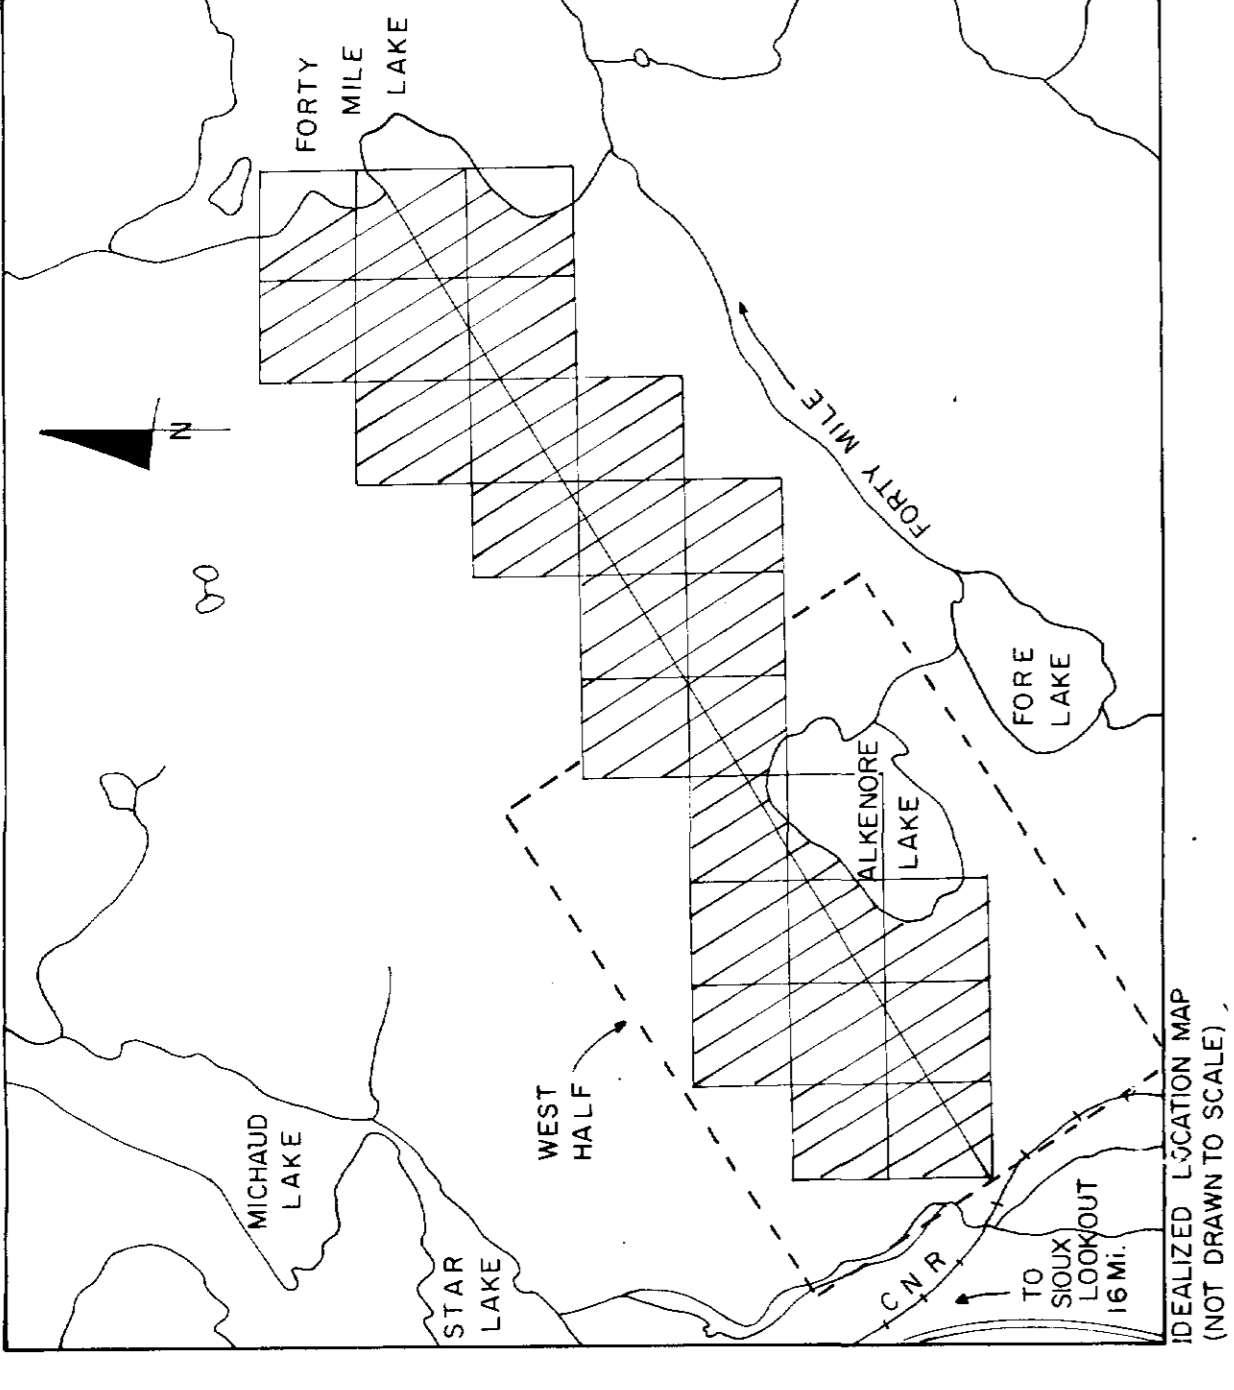 FORTY
MILE
LAKE
N
FORTY MILE
WEST
HALF
ALKENORE
LAKE
FORE
LAKE
MICHAUD
LAKE
STAR
LAKE
CNR
TO
SIOUX
LOOKOUT
16 Mi.
IDEALIZED LOCATION MAP
(NOT DRAWN TO SCALE)